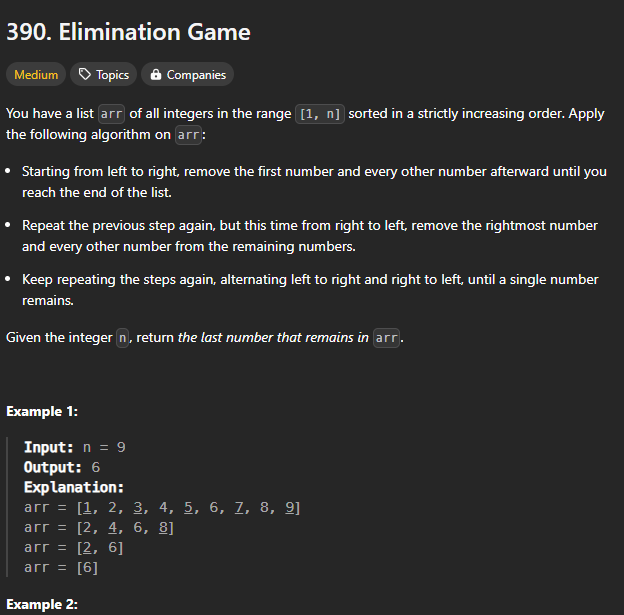 390. Elimination Game
Medium Topics Companies
You have a list arr of all integers in the range [1, n] sorted in a strictly increasing order. Apply
the following algorithm on arr:
• Starting from left to right, remove the first number and every other number afterward until you
reach the end of the list.
• Repeat the previous step again, but this time from right to left, remove the rightmost number
and every other number from the remaining numbers.
• Keep repeating the steps again, alternating left to right and right to left, until a single number
remains.
Given the integer n, return the last number that remains in arr.
Example 1:
Input: n = 9
Output: 6
Explanation:
arr = [1, 2, 3, 4, 5, 6, 7, 8, 9]
arr = [2, 4, 6, 8]
arr = [2, 6]
arr = [6]
Example 2: